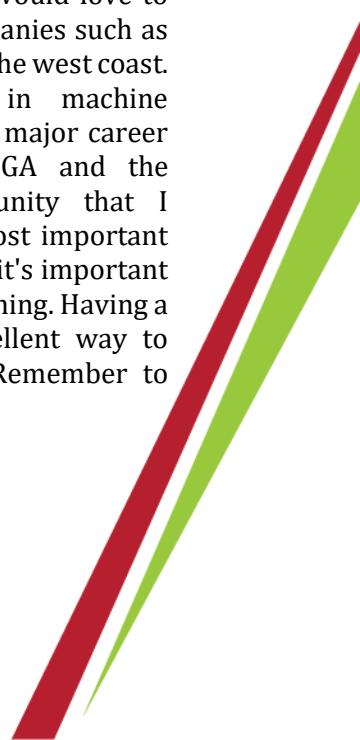 would love to
anies such as
he west coast.
in machine
major career
GA and the
unity that I
ost important
it's important
ning. Having a
ellent way to
Remember to